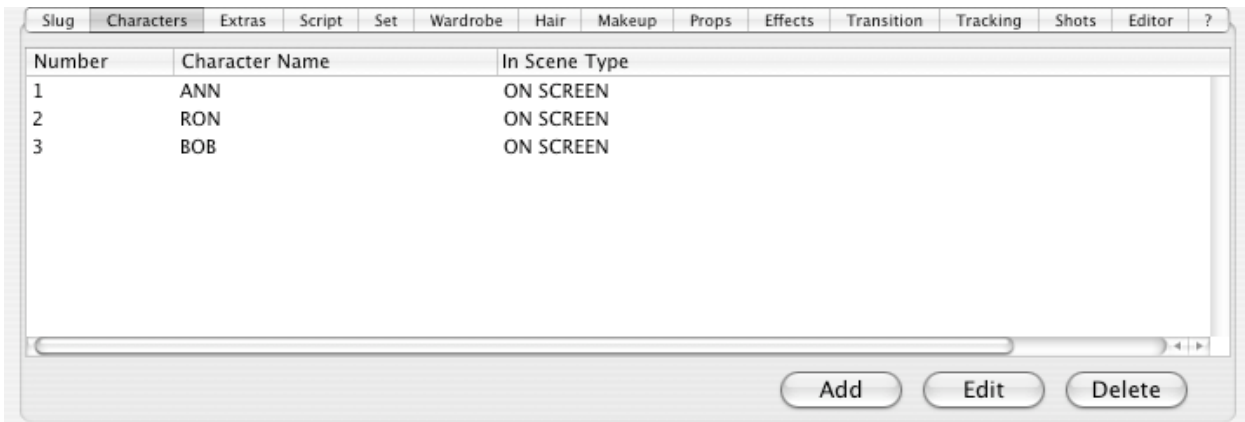 Slug Characters Extras Script Set Wardrobe Hair Makeup Props Effects Transition Tracking Shots Editor ?
Number Character Name In Scene Type
1 ANN ON SCREEN
2 RON ON SCREEN
3 BOB ON SCREEN
Add Edit Delete